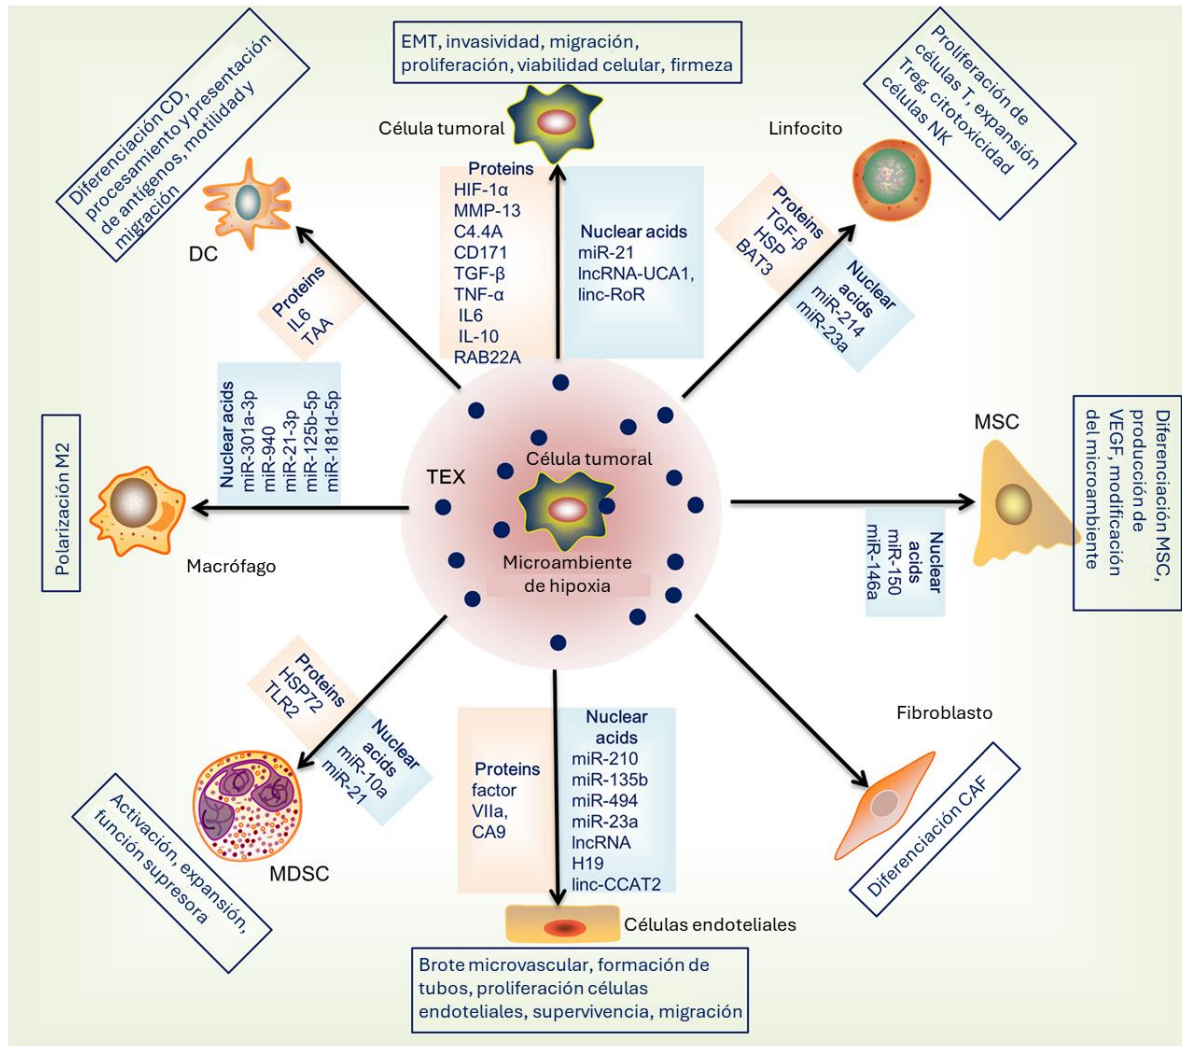 EMT, invasividad, migración,
proliferación, viabilidad celular, firmeza
Célula tumoral
Proteins
HIF-1α
MMP-13
C4.4A
CD171
TGF-β
TNF-α
IL6
IL-10
RAB22A
Nuclear acids
miR-21
lncRNA-UCA1,
linc-RoR
Proliferación de
células T, expansión
Treg, citotoxicidad
células NK
Linfocito
Proteins
TGF-β
HSP
BAT3
Nuclear
acids
miR-214
miR-23a
Diferenciación MSC,
producción de
VEGF, modificación
del microambiente
MSC
Nuclear
acids
miR-150
miR-146a
Fibroblasto
Diferenciación CAF
Proteins
factor
VIIa,
CA9
Nuclear
acids
miR-210
miR-135b
miR-494
miR-23a
lncRNA
H19
linc-CCAT2
Células endoteliales
Brote microvascular, formación de
tubos, proliferación células
endoteliales, supervivencia, migración
Proteins
HSP72
TLR2
Nuclear
acids
miR-10a
miR-21
MDSC
Activación, expansión,
función supresora
Nuclear acids
miR-301a-3p
miR-940
miR-21-3p
miR-125b-5p
miR-181d-5p
Macrófago
Polarización M2
Diferenciación CD,
procesamiento y presentación
de antígenos, motilidad y
migración
DC
Proteins
IL6
TAA
TEX
Célula tumoral
Microambiente
de hipoxia